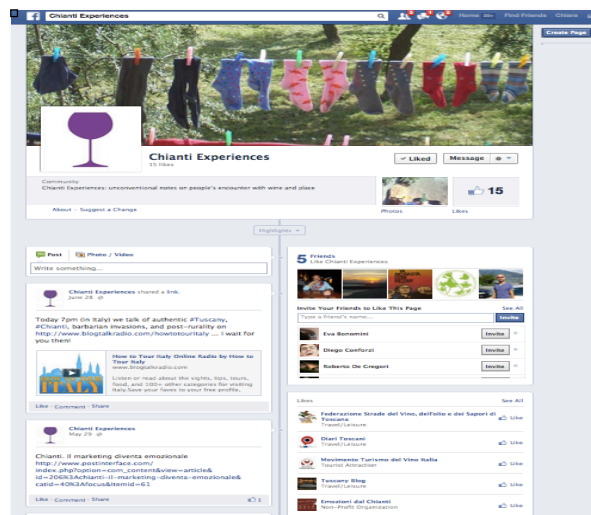 Chianti Experiences
Home 20+ Find Friends Chiara
Create Page
Chianti Experiences
15 likes
Liked Message
Community
Chianti Experiences: unconventional notes on people's encounter with wine and place
15
About – Suggest a Change
Photos
Likes
Highlights
Post Photo / Video
Write something...
Chianti Experiences shared a link.
June 28
Today 7pm (in Italy) we talk of authentic #Tuscany,
#Chianti, barbarian invasions, and post-rurality on
http://www.blogtalkradio.com/howtotouritaly ... I wait for
you then!
ITALY
How to Tour Italy Online Radio by How to
Tour Italy
www.blogtalkradio.com
Listen or read about the sights, tips, tours,
food, and 100+ other categories for visiting
Italy.Save your faves to your free profile.
Like · Comment · Share
Chianti Experiences
May 29
Chianti. Il marketing diventa emozionale
http://www.postinterface.com/
index.php?option=com_content&view=article&
id=206%3Achianti-il-marketing-diventa-emozionale&
catid=40%3Afocus&Itemid=61
Like · Comment · Share 1
5 Friends
Like Chianti Experiences
Invite Your Friends to Like This Page See All
Type a friend's name... Invite
Eva Bonomini Invite
Diego Conforzi Invite
Roberto De Gregori Invite
Likes See All
Federazione Strade del Vino, dell'olio e dei Sapori di
Toscana
Travel/Leisure
Like
Diari Toscani
Travel/Leisure
Like
Movimento Turismo del Vino Italia
Tourist Attraction
Like
Tuscany Blog
Travel/Leisure
Like
Emozioni dal Chianti
Non-Profit Organization
Like